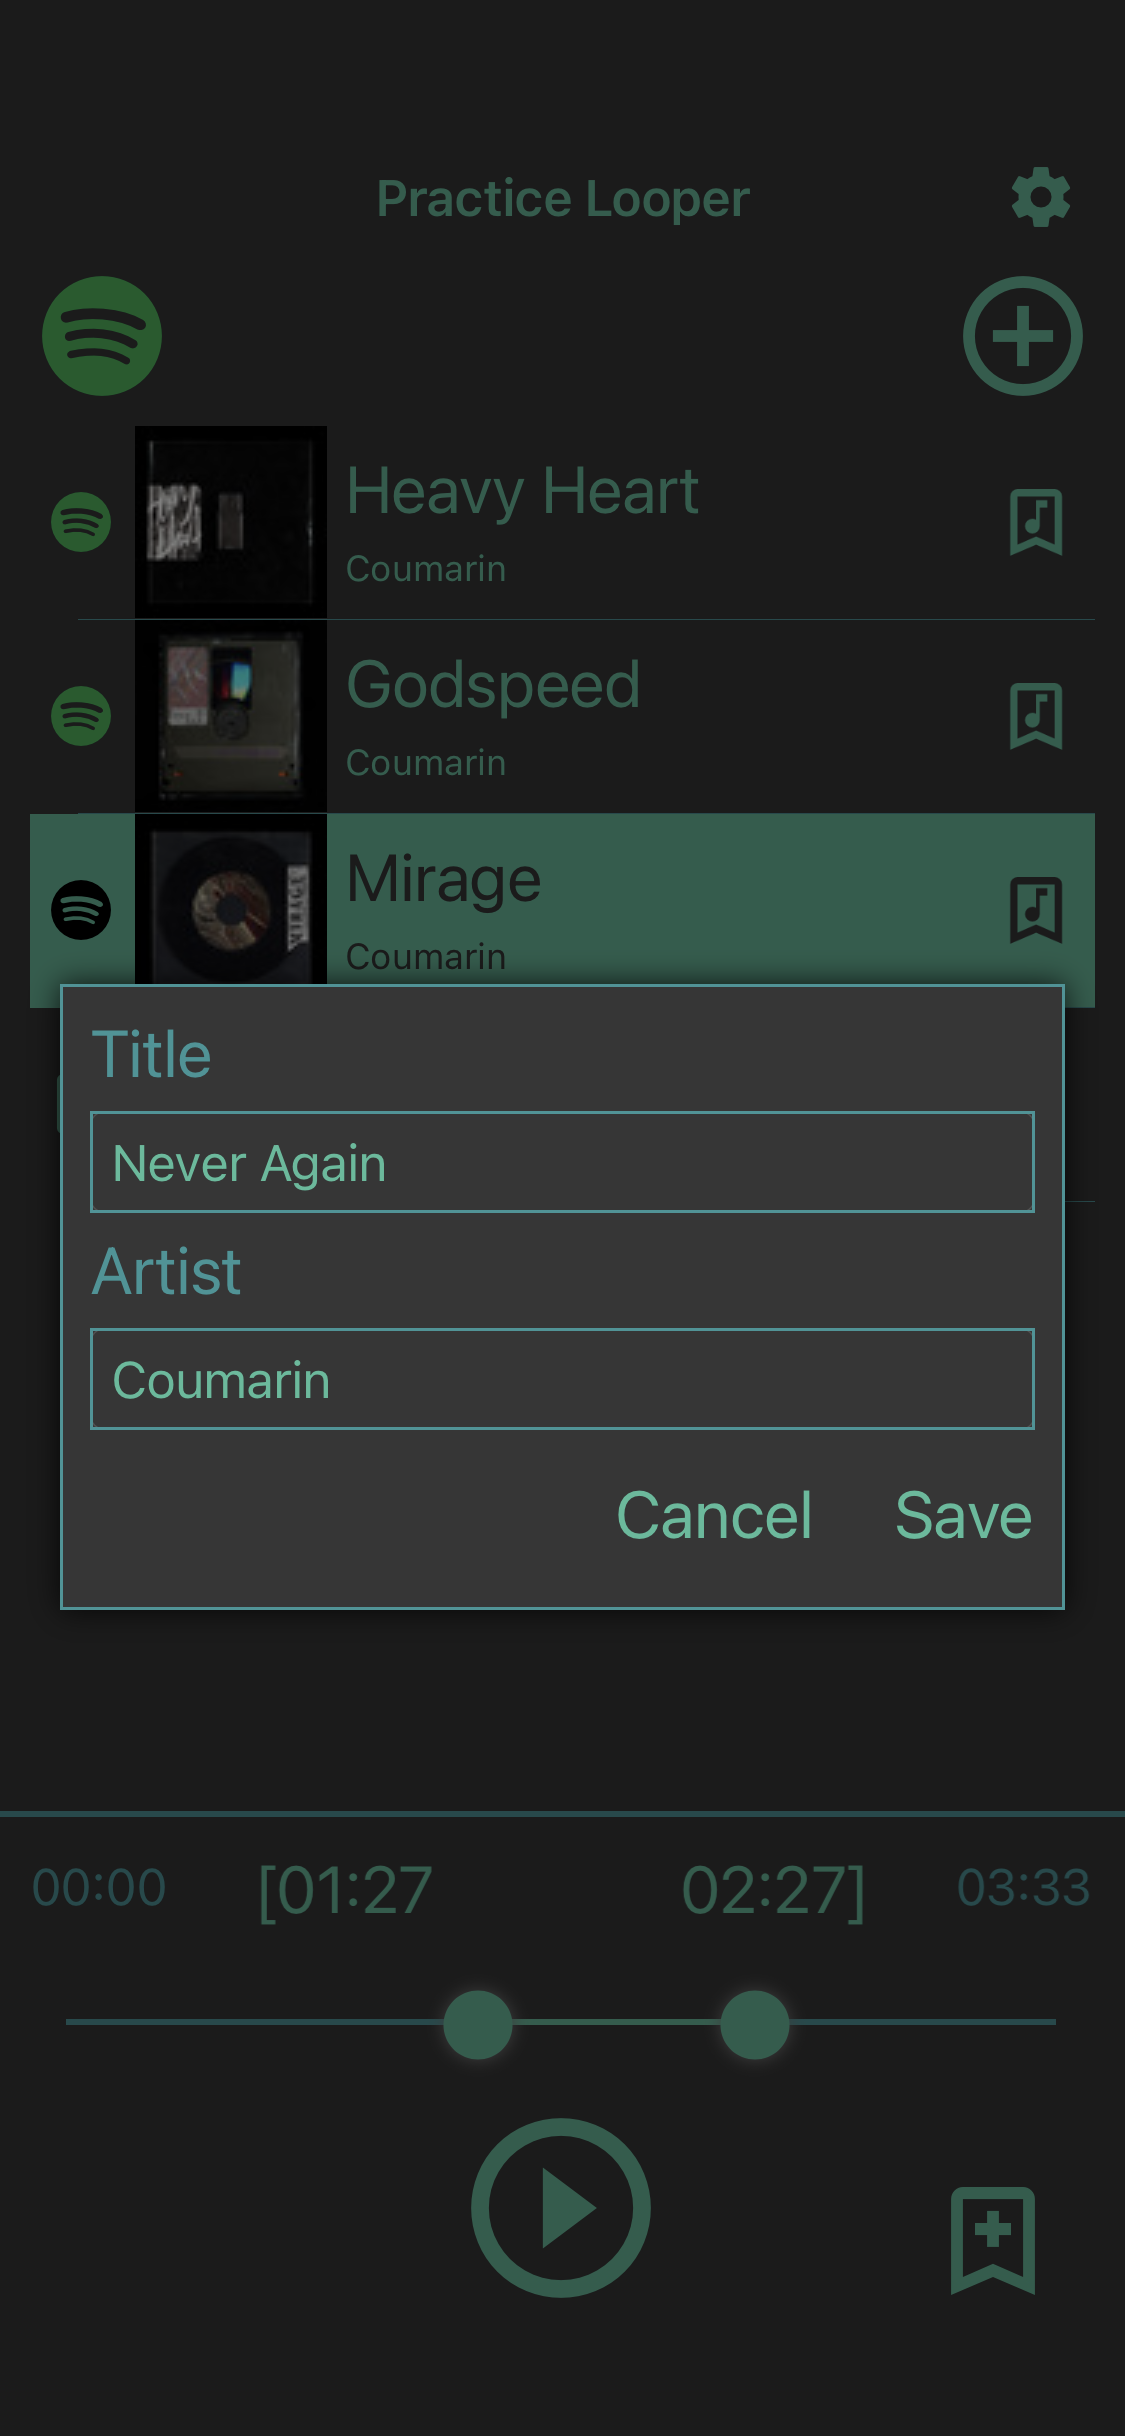 Practice Looper
Heavy Heart
Coumarin
Godspeed
Coumarin
Mirage
Coumarin
Title
Never Again
Artist
Coumarin
Cancel Save
00:00 [01:27 02:27] 03:33